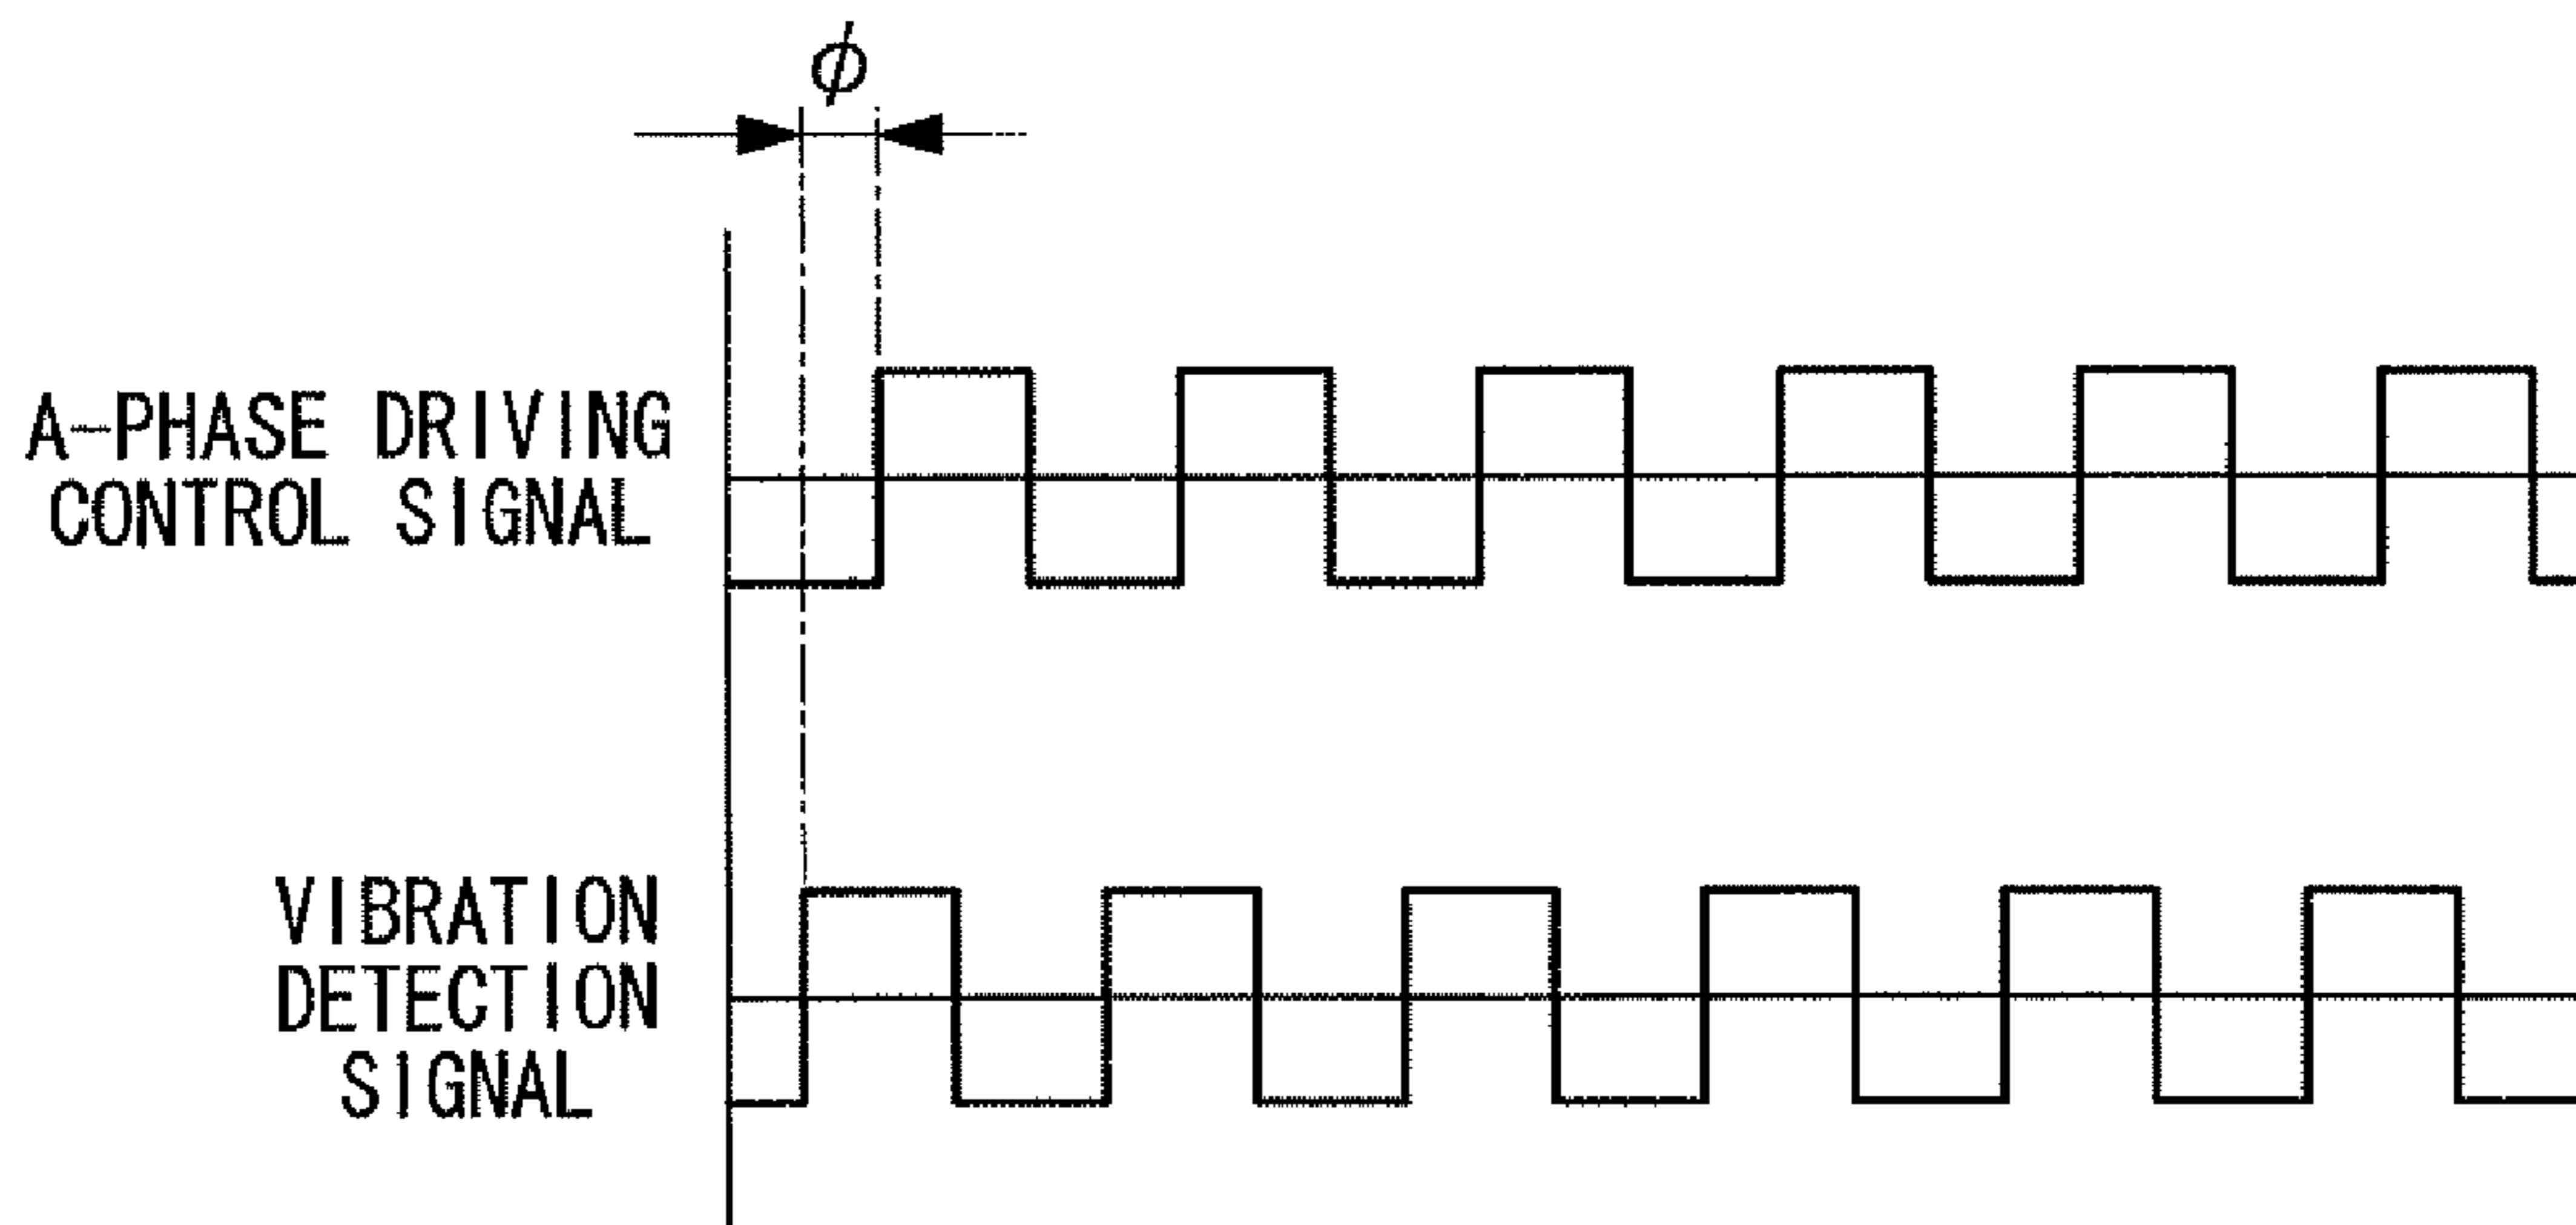 ϕ
A-PHASE DRIVING
CONTROL SIGNAL
VIBRATION
DETECTION
SIGNAL